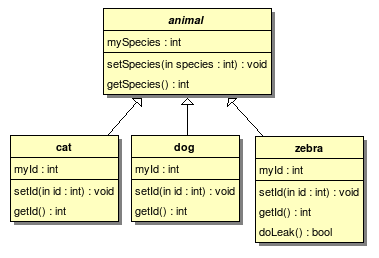 animal
mySpecies : int
setSpecies(in species : int) : void
getSpecies() : int
cat
myId : int
setId(in id : int) : void
getId() : int
dog
myId : int
setId(in id : int) : void
getId() : int
zebra
myId : int
setId(in id : int) : void
getId() : int
doLeak() : bool